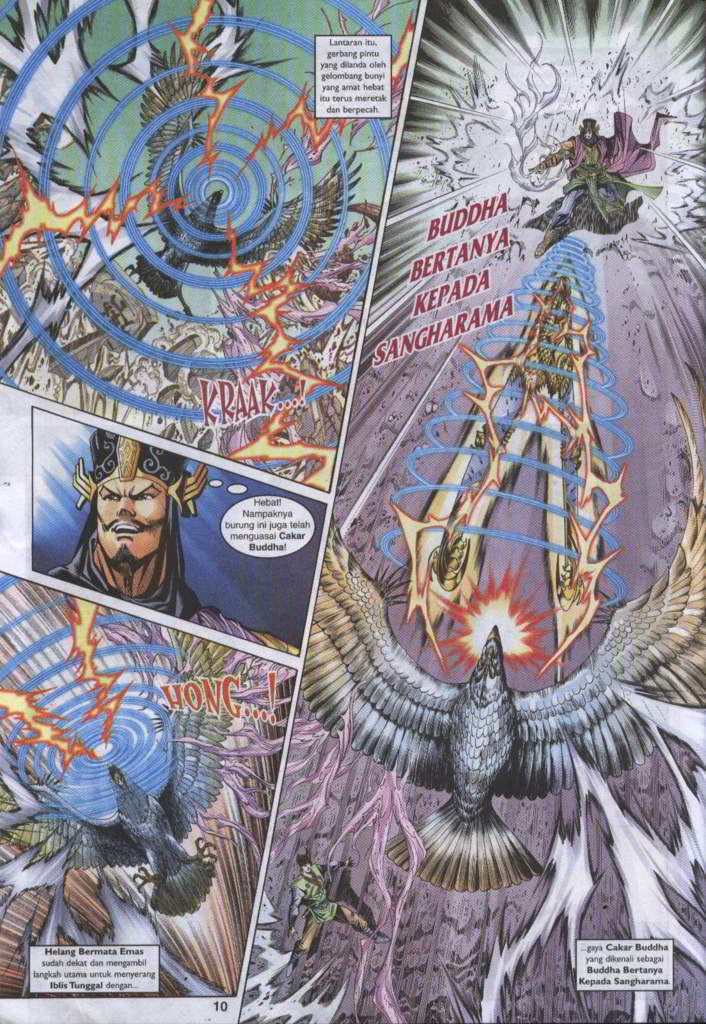 Lantaran itu,
gerbang pintu
yang dilanda oleh
gelombang bunyi
yang amat hebat
itu terus meretak
dan berpecah.
KRAAK...!
Hebat!
Nampaknya
burung ini juga telah
menguasai Cakar
Buddha!
HONG....!
Helang Bermata Emas
sudah dekat dan mengambil
langkah utama untuk menyerang
Iblis Tunggal dengan...
10
BUDDHA
BERTANYA
KEPADA
SANGHARAMA
...gaya Cakar Buddha
yang dikenali sebagai
Buddha Bertanya
Kepada Sangharama.